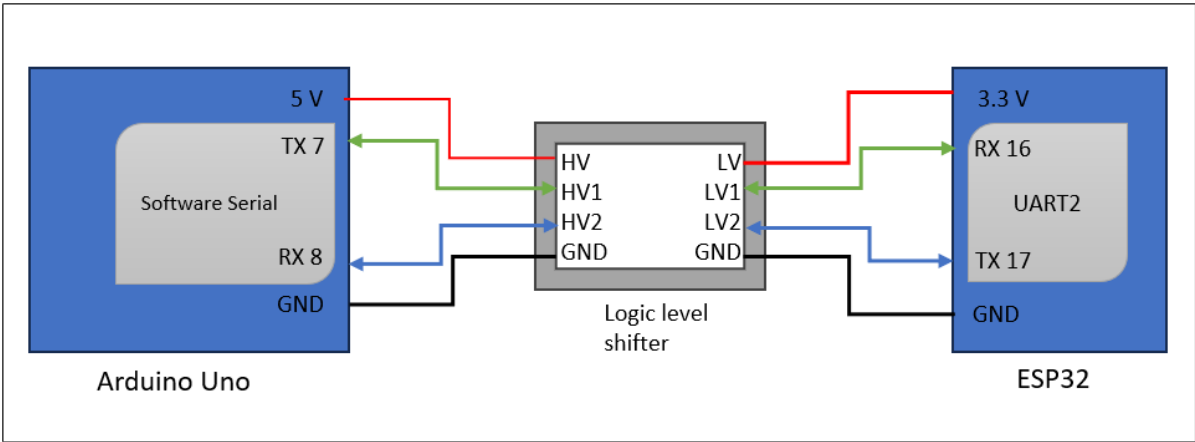 5 V
TX 7
Software Serial
RX 8
GND
Arduino Uno
HV
HV1
HV2
GND
LV
LV1
LV2
GND
Logic level
shifter
3.3 V
RX 16
UART2
TX 17
GND
ESP32